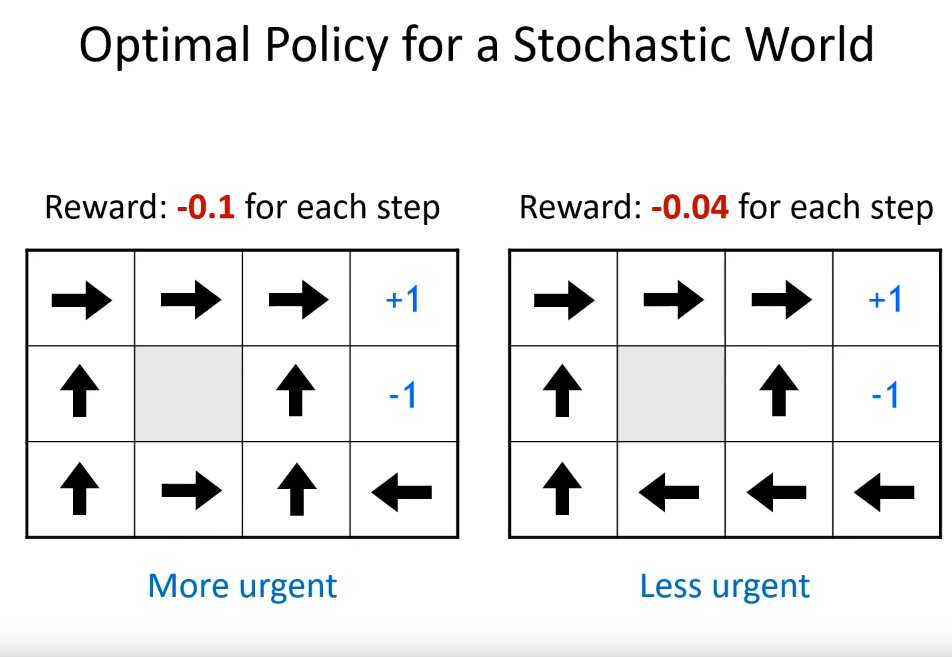 Optimal Policy for a Stochastic World
Reward: -0.1 for each step
+1
-1
More urgent
Reward: -0.04 for each step
+1
-1
Less urgent